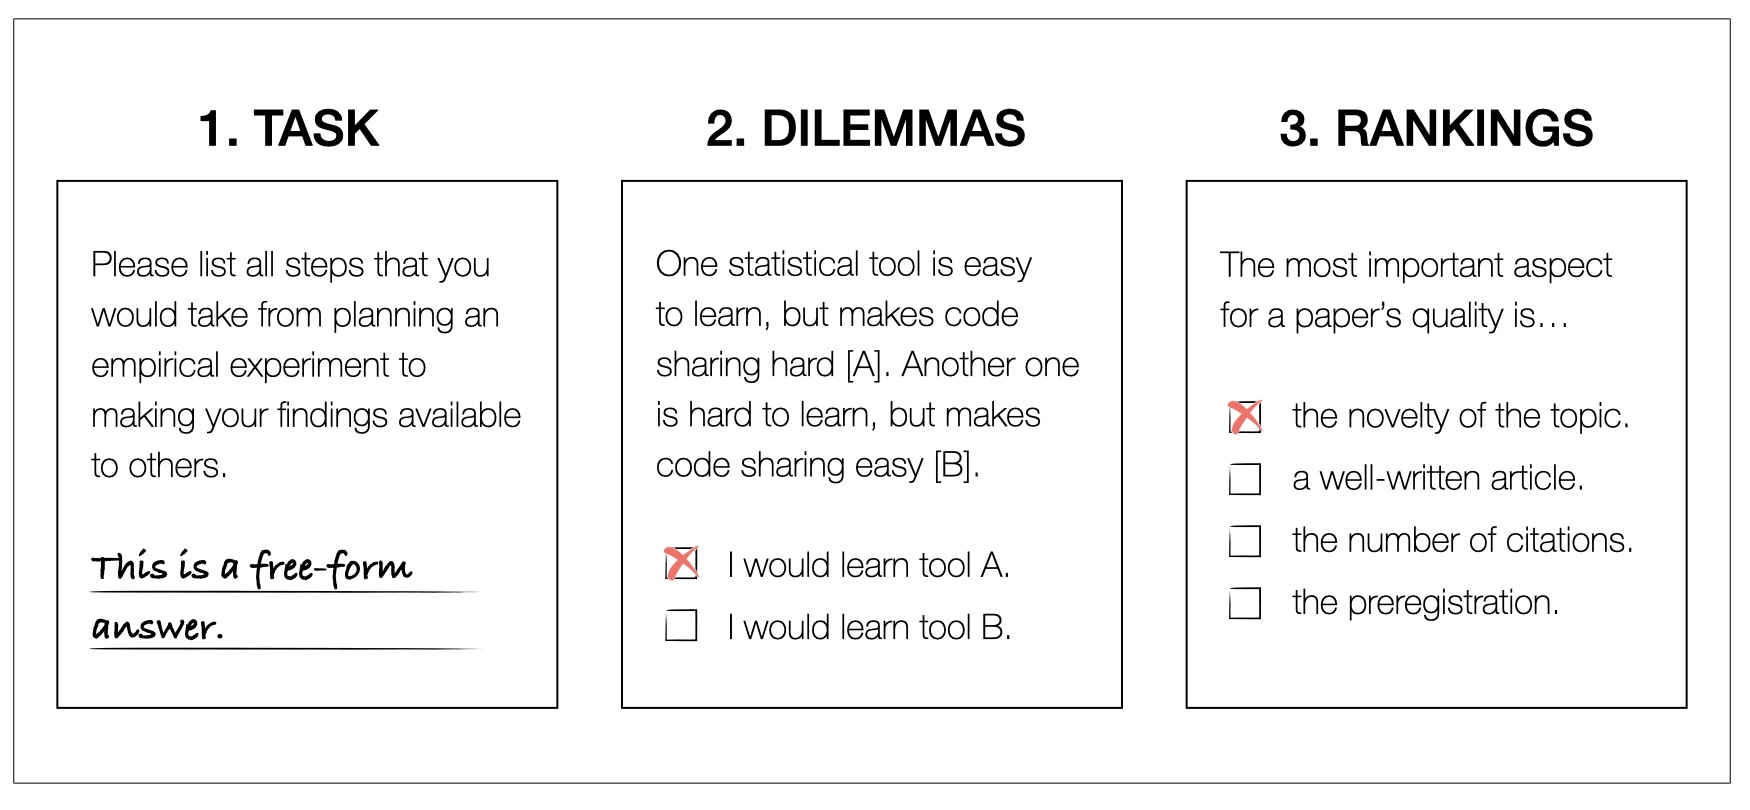 1. TASK
Please list all steps that you
would take from planning an
empirical experiment to
making your findings available
to others.
This is a free-form
answer.
2. DILEMMAS
One statistical tool is easy
to learn, but makes code
sharing hard [A]. Another one
is hard to learn, but makes
code sharing easy [B].
I would learn tool A.
I would learn tool B.
3. RANKINGS
The most important aspect
for a paper’s quality is…
the novelty of the topic.
a well-written article.
the number of citations.
the preregistration.